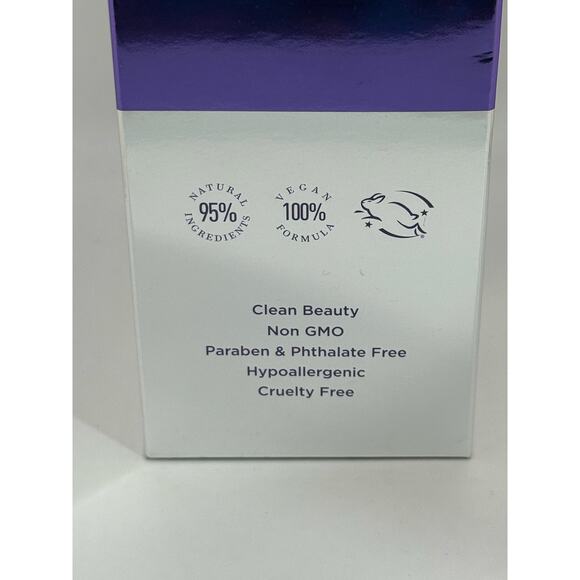 NATURAL
95%
INGREDIENTS
VEGAN
100%
FORMULA
Clean Beauty
Non GMO
Paraben & Phthalate Free
Hypoallergenic
Cruelty Free